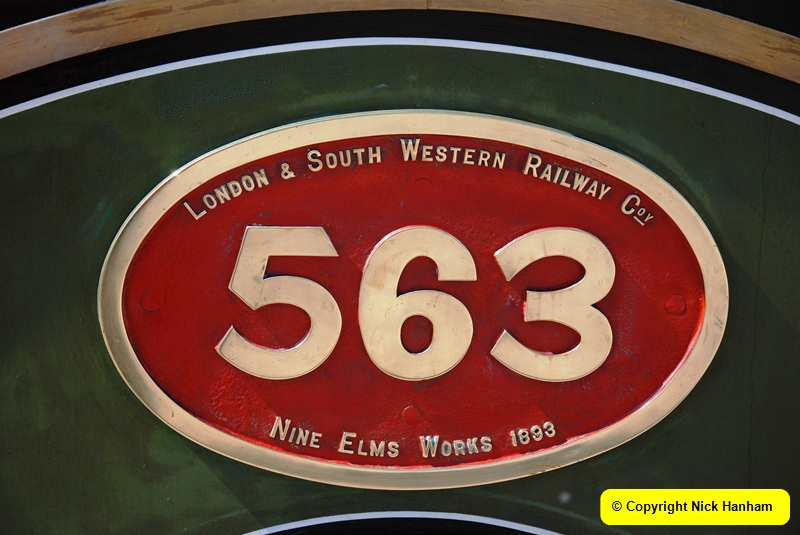 LONDON & SOUTH WESTERN RAILWAY COY
563
NINE ELMS WORKS 1893
© Copyright Nick Hanham